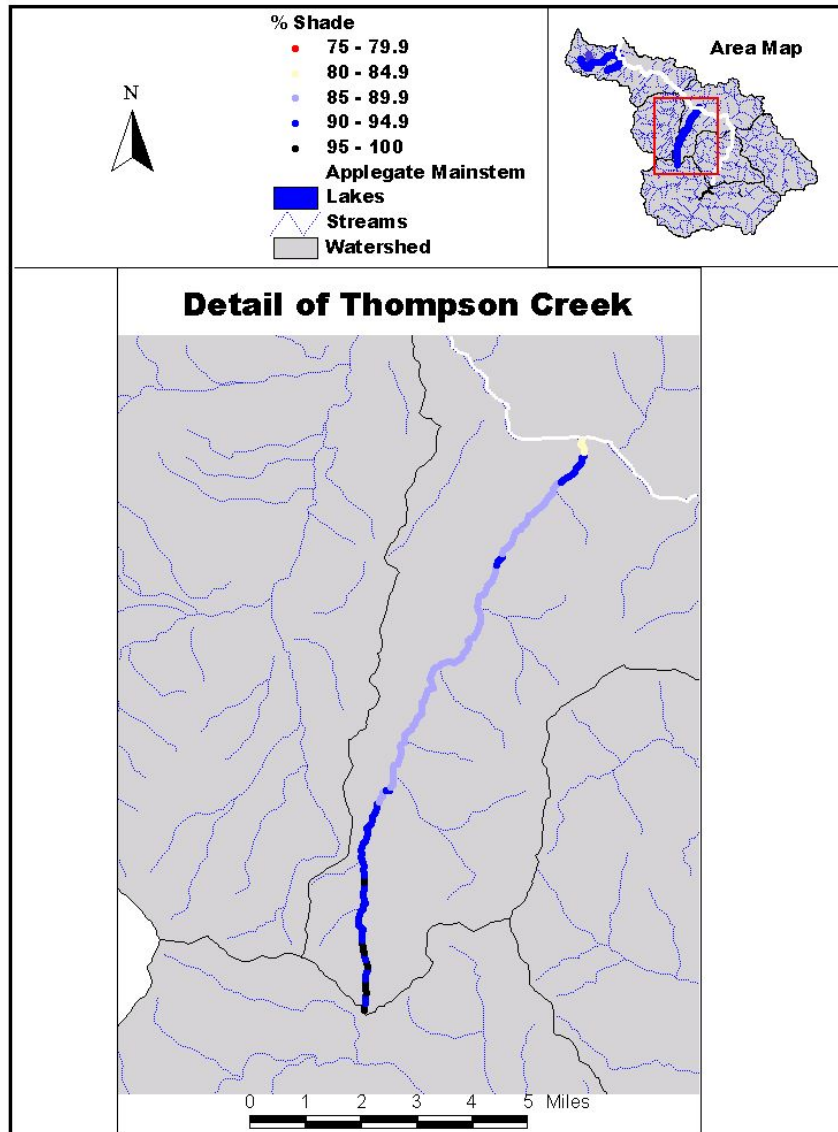 % Shade
75 - 79.9
80 - 84.9
85 - 89.9
90 - 94.9
95 - 100
Applegate Mainstem
Lakes
Streams
Watershed
N
Area Map
Detail of Thompson Creek
0 1 2 3 4 5 Miles